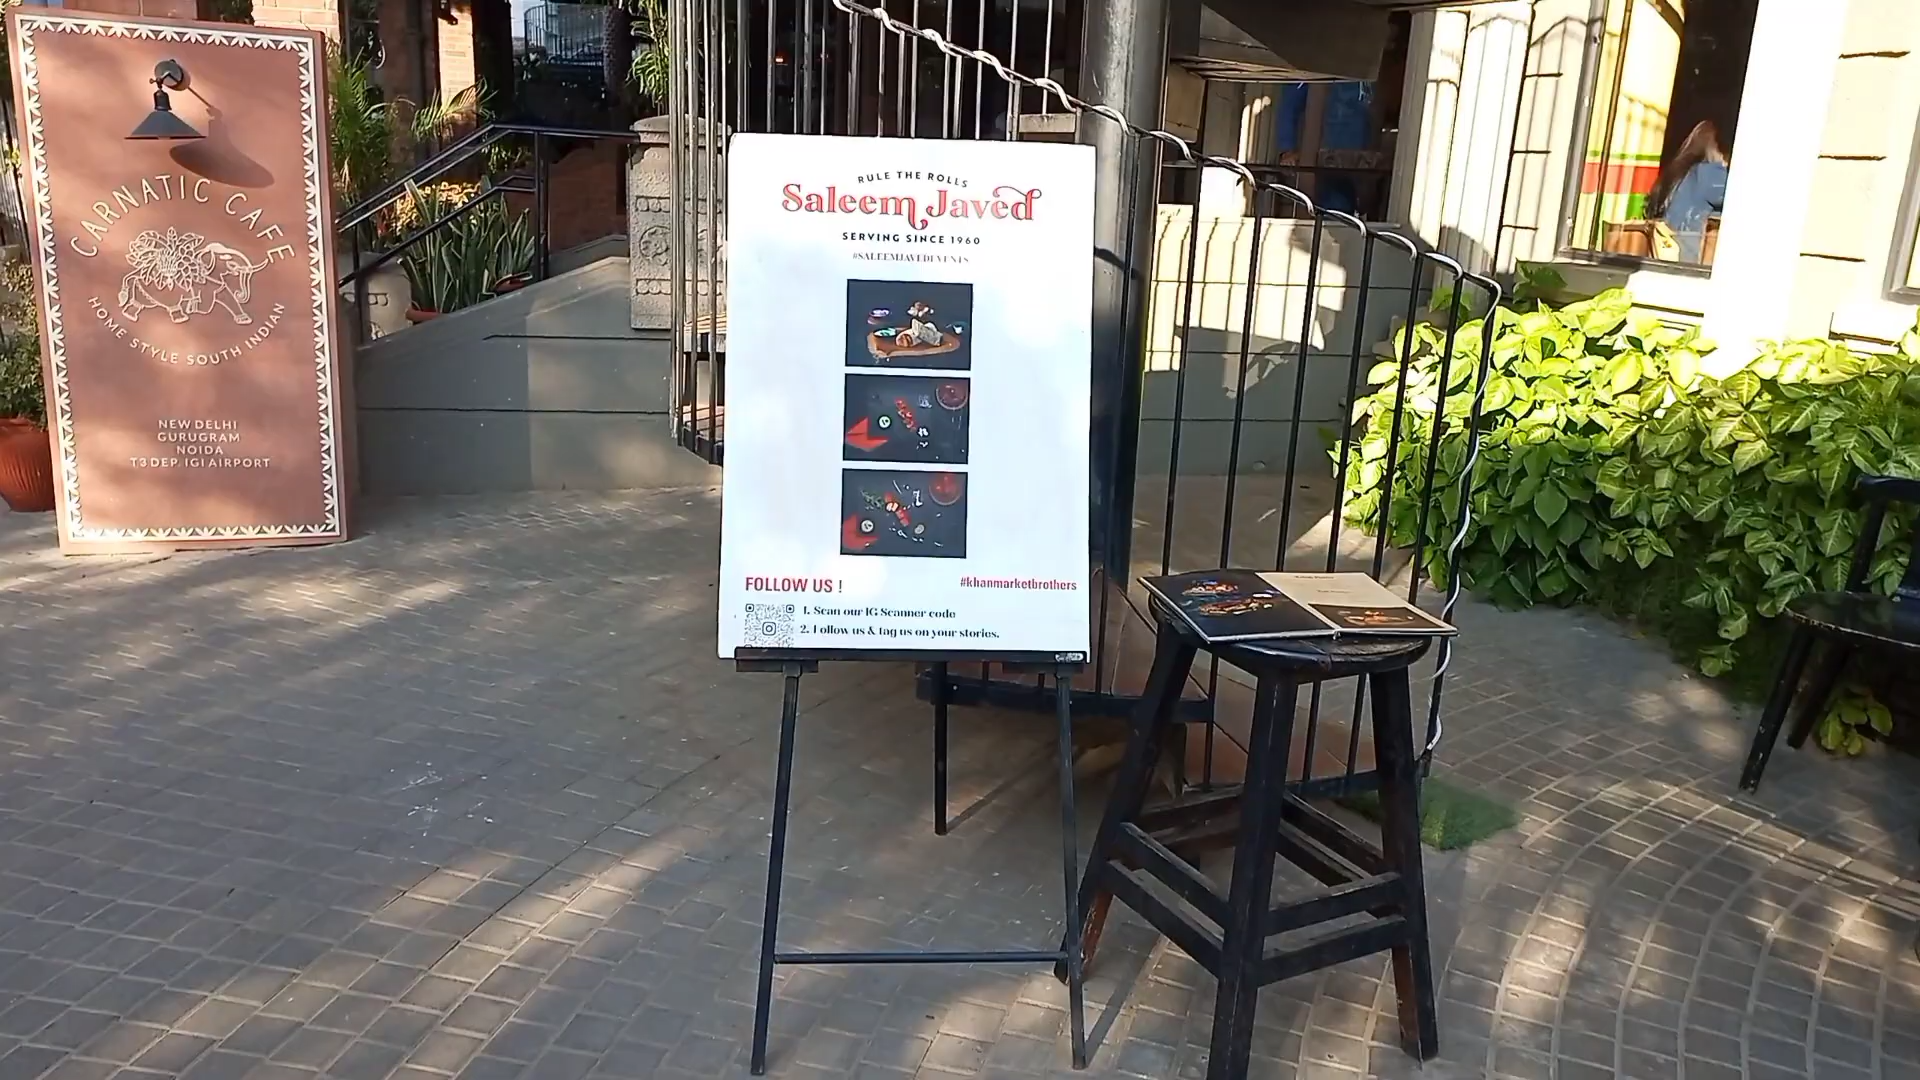 CARNATIC CAFE
HOME STYLE SOUTH INDIAN
NEW DELHI
GURUGRAM
NOIDA
T3 DEP. IGI AIRPORT
RULE THE ROLLS
Saleem Javed
SERVING SINCE 1960
#SALEEMJAVEDEVENTS
FOLLOW US !
#khanmarketbrothers
1. Scan our IG Scanner code
2. Follow us & tag us on your stories.